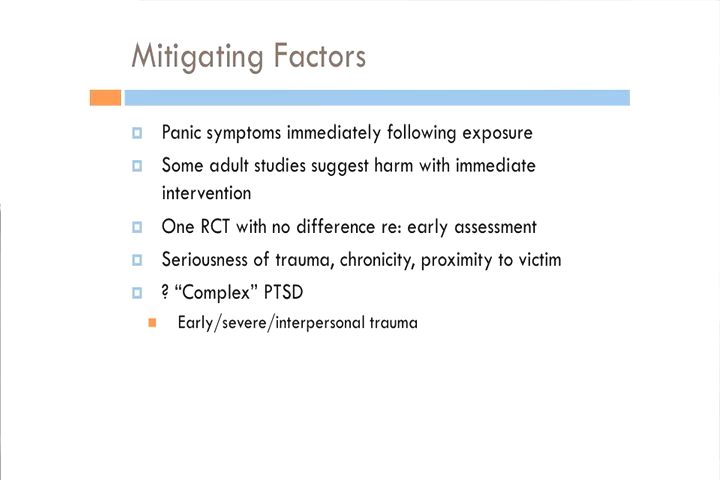 Mitigating Factors
Panic symptoms immediately following exposure
Some adult studies suggest harm with immediate
intervention
One RCT with no difference re: early assessment
Seriousness of trauma, chronicity, proximity to victim
? “Complex” PTSD
Early/severe/interpersonal trauma